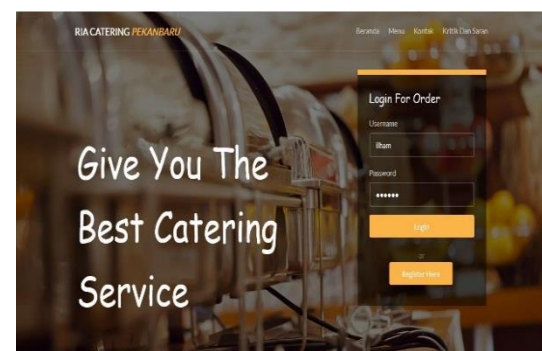 RIA CATERING PEKANBARU
Beranda Menu Kontak Kritik Dan Saran
Login For Order
Username
ilham
Password
••••••
Login
or
Register Here
Give You The
Best Catering
Service